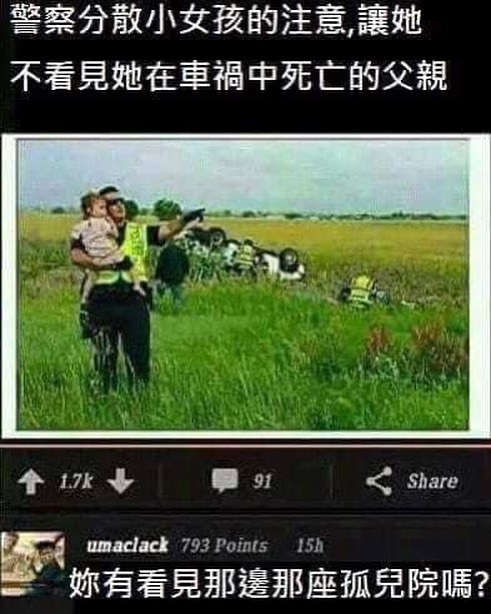 警察分散小女孩的注意,讓她
不看見她在車禍中死亡的父親
1.7k 91 Share
umaclack 793 Points 15h
妳有看見那邊那座孤兒院嗎?